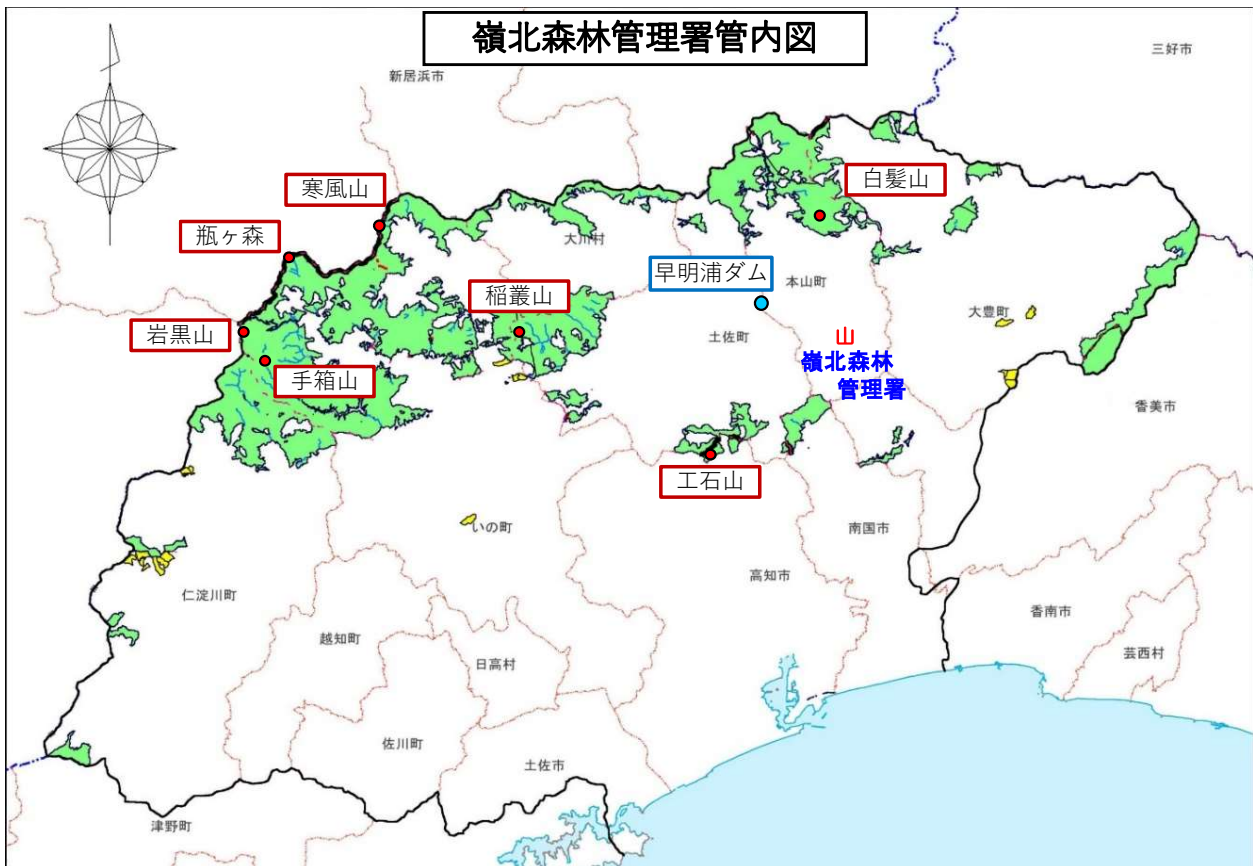 嶺北森林管理署管内図
三好市
新居浜市
寒風山
白髪山
瓶ヶ森
大川村
早明浦ダム
本山町
稲叢山
岩黒山
土佐町
大豊町
山
嶺北森林
管理署
手箱山
香美市
工石山
いの町
南国市
高知市
仁淀川町
香南市
越知町
日高村
芸西村
佐川町
土佐市
津野町